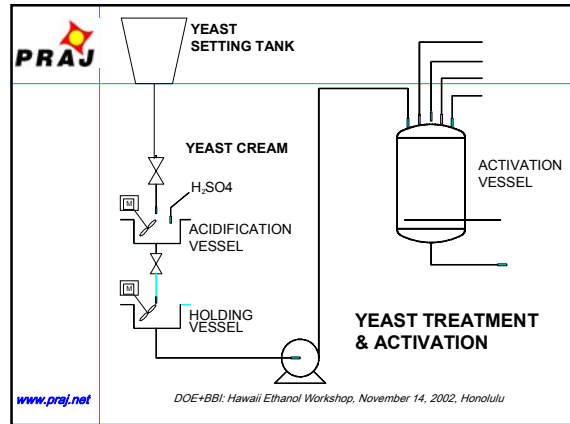 PRAJ
YEAST
SETTING TANK
YEAST CREAM
H₂SO4
M
ACIDIFICATION
VESSEL
M
HOLDING
VESSEL
ACTIVATION
VESSEL
YEAST TREATMENT
& ACTIVATION
www.praj.net
DOE+BBI: Hawaii Ethanol Workshop, November 14, 2002, Honolulu